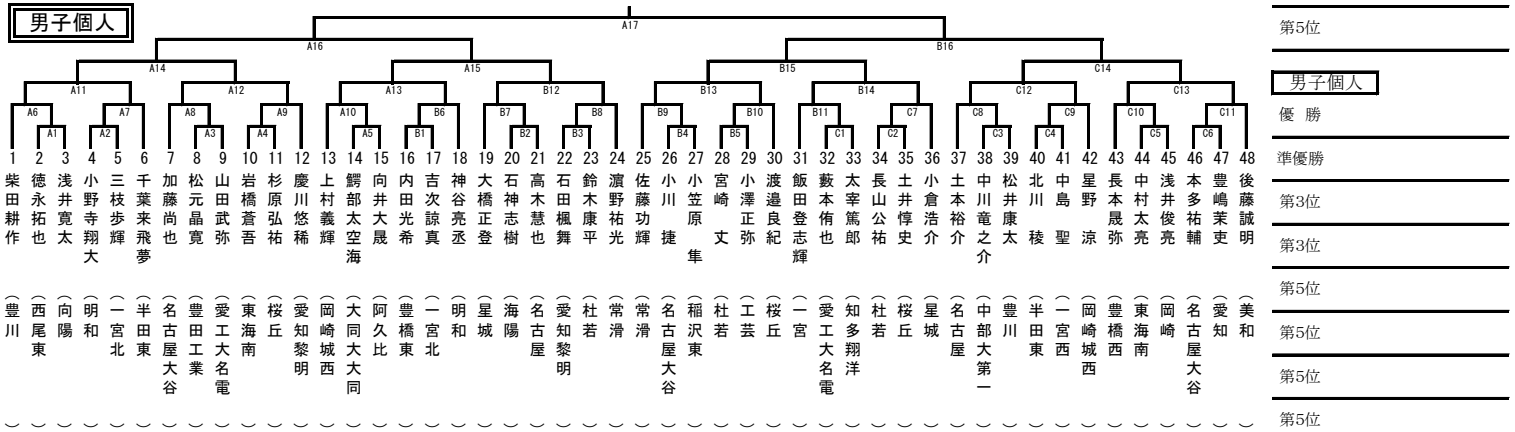 男子個人
A17
A16
B16
A14
A15
B15
C14
A11
A12
A13
B12
B13
B14
C12
C13
A6
A7
A8
A9
A10
B6
B7
B8
B9
B10
B11
C7
C8
C9
C10
C11
A1
A2
A3
A4
A5
B1
B2
B3
B4
B5
C1
C2
C3
C4
C5
C6
1 柴田耕作 （豊川）
2 徳永拓也 （西尾東）
3 浅井寛太 （向陽）
4 小野寺翔大 （明和）
5 三枝歩輝 （一宮北）
6 千葉来飛夢 （半田東）
7 加藤尚也 （名古屋大谷）
8 松元晶寛 （豊田工業）
9 山田武弥 （愛工大名電）
10 岩橋蒼吾 （東海南）
11 杉原弘祐 （桜丘）
12 慶川悠稀 （愛知黎明）
13 上村義輝 （岡崎城西）
14 鰐部太空海 （大同大大同）
15 向井大晟 （阿久比）
16 内田光希 （豊橋東）
17 吉次諒真 （一宮北）
18 神谷亮丞 （明和）
19 大橋正登 （星城）
20 石神志樹 （海陽）
21 高木慧也 （名古屋）
22 石田楓舞 （愛知黎明）
23 鈴木康平 （杜若）
24 濵野祐光 （常滑）
25 佐藤功輝 （常滑）
26 小川捷 （名古屋大谷）
27 小笠原隼 （稲沢東）
28 宮崎丈 （杜若）
29 小澤正弥 （工芸）
30 渡邉良紀 （桜丘）
31 飯田登志輝 （一宮）
32 藪本侑也 （愛工大名電）
33 太宰篤郎 （知多翔洋）
34 長山公祐 （杜若）
35 土井惇史 （桜丘）
36 小倉浩介 （星城）
37 土本裕介 （名古屋）
38 中川竜之介 （中部大第一）
39 松井康太 （豊川）
40 北川稜 （半田東）
41 中島聖 （一宮西）
42 星野涼 （岡崎城西）
43 長本晟弥 （豊橋西）
44 中村太亮 （東海南）
45 浅井俊亮 （岡崎）
46 本多祐輔 （名古屋大谷）
47 豊嶋茉吏 （愛知）
48 後藤誠明 （美和）
第5位
男子個人
優 勝
準優勝
第3位
第3位
第5位
第5位
第5位
第5位